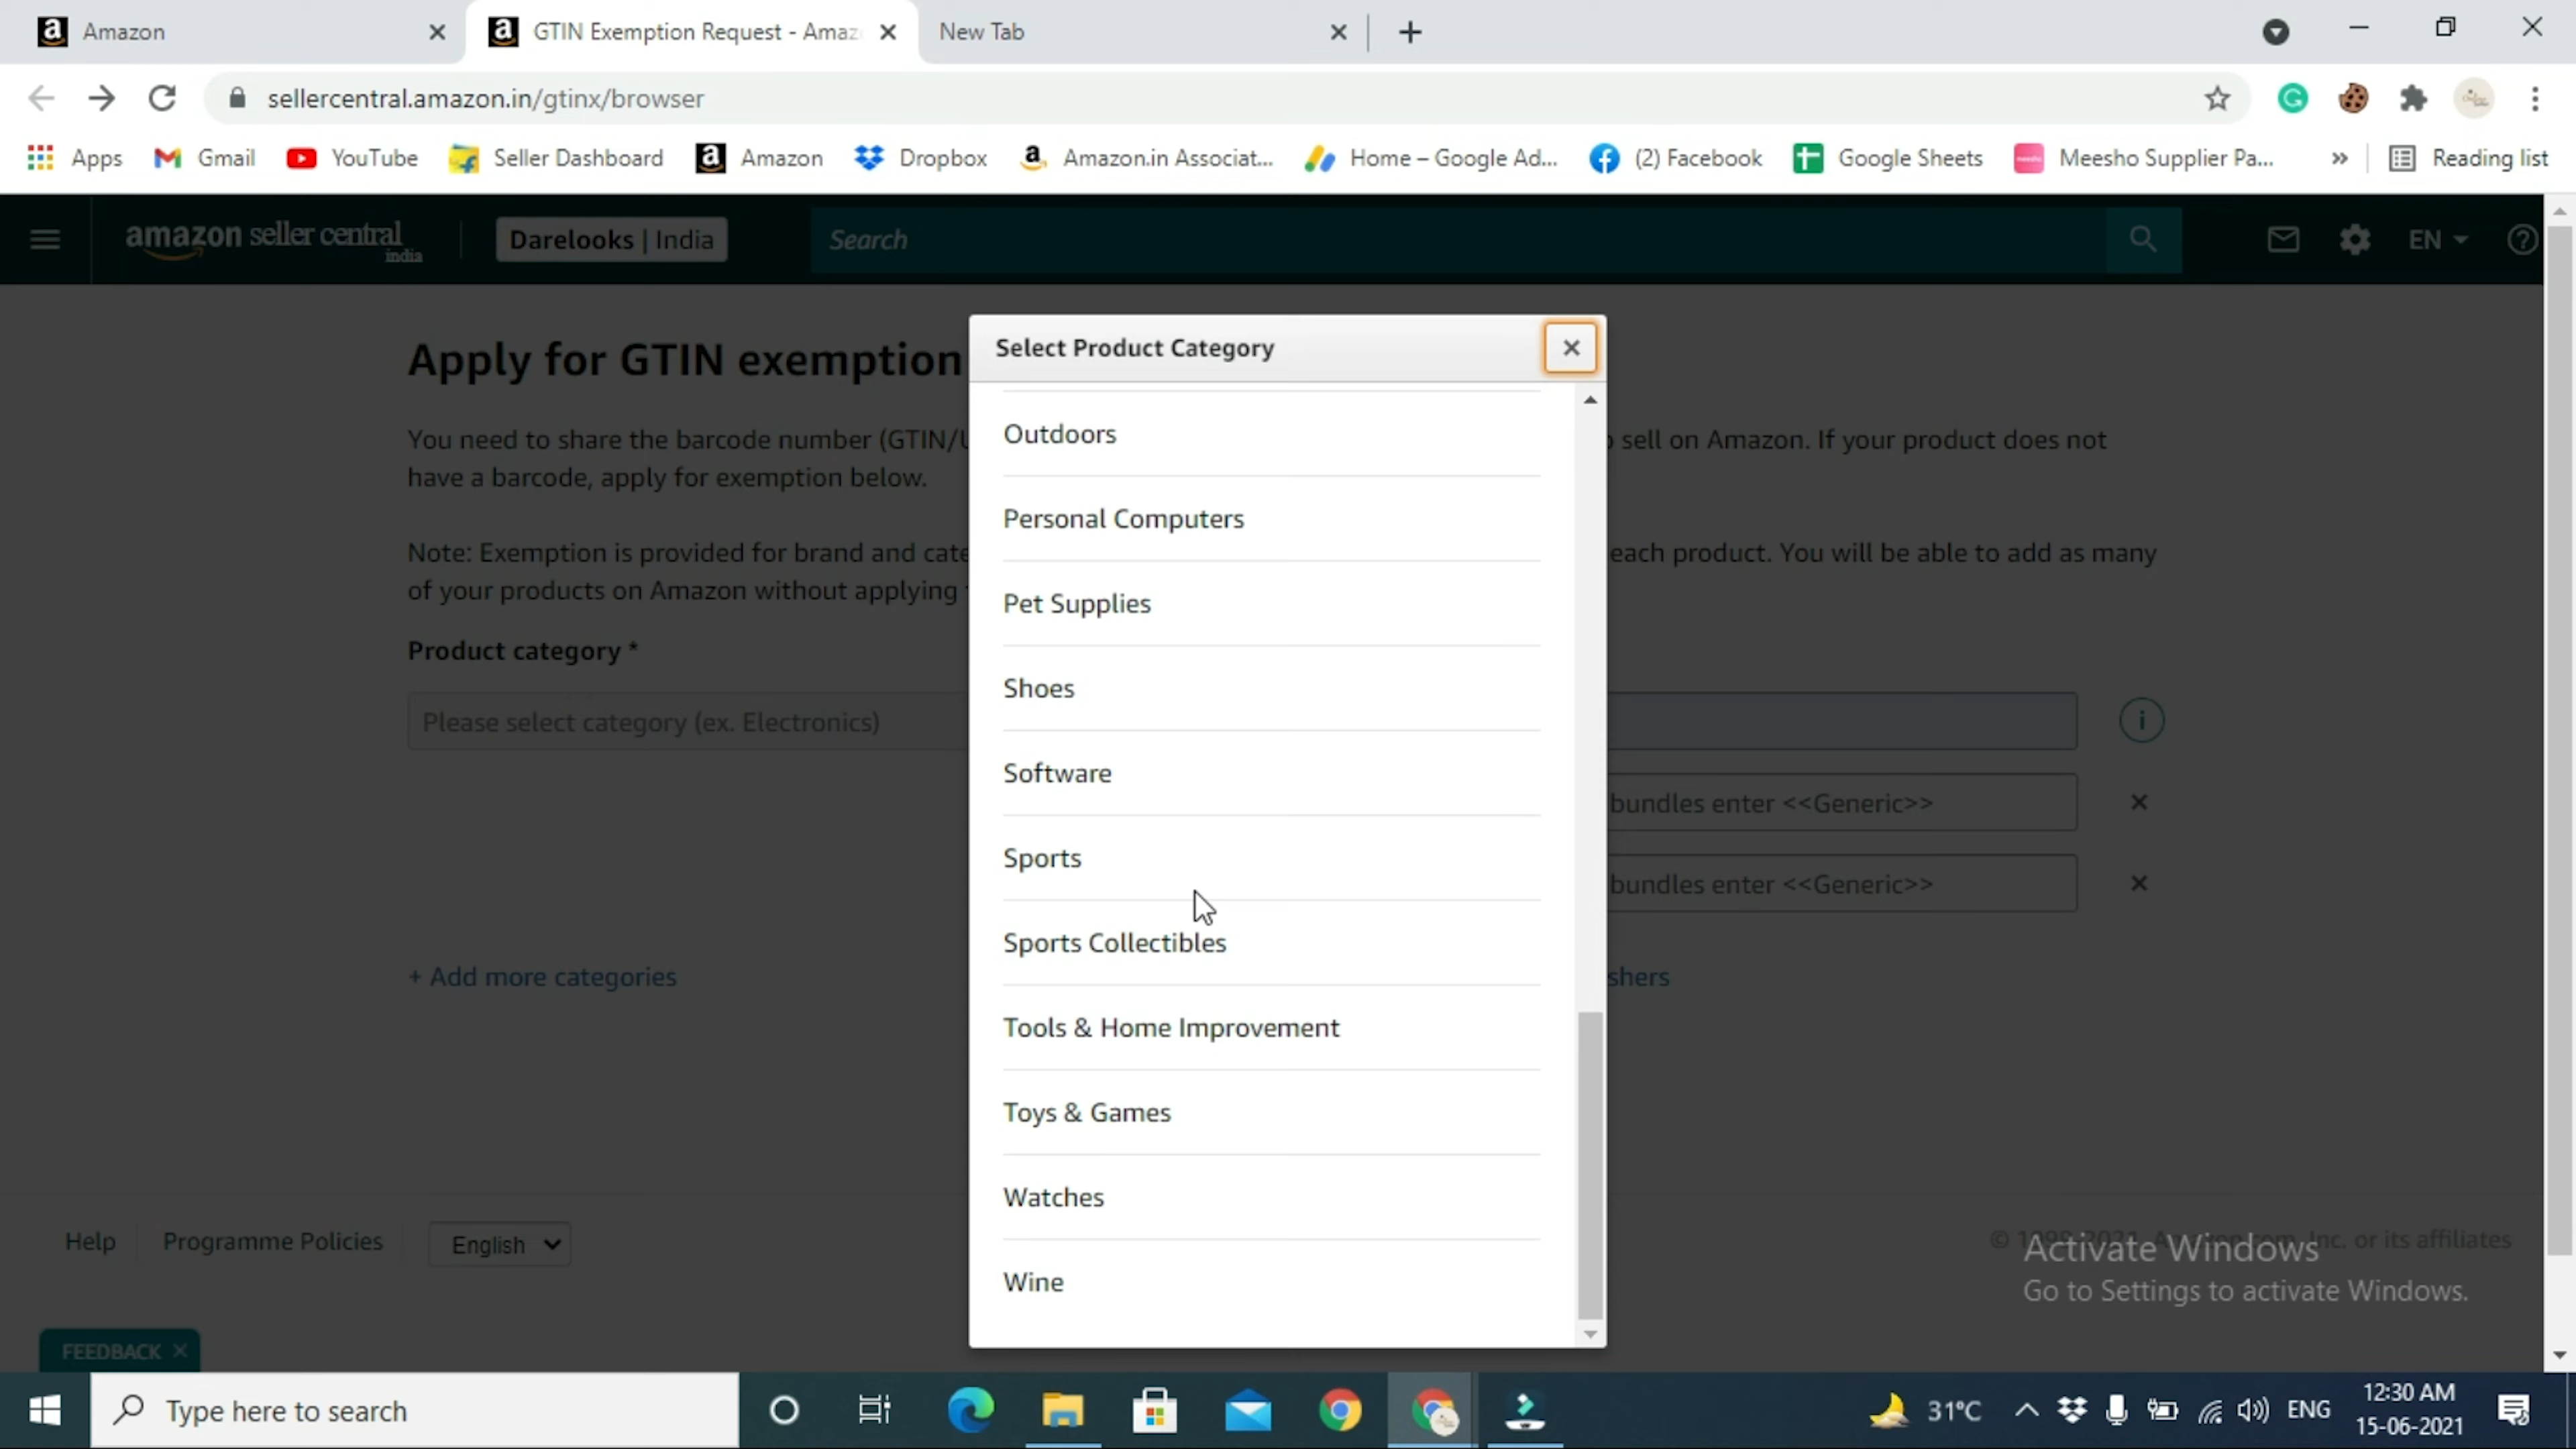 Amazon
GTIN Exemption Request - Amaz
New Tab
sellercentral.amazon.in/gtinx/browser
Apps
Gmail
YouTube
Seller Dashboard
Amazon
Dropbox
Amazon.in Associat...
Home – Google Ad...
(2) Facebook
Google Sheets
Meesho Supplier Pa...
»
Reading list
amazon seller central
india
Darelooks | India
Search
EN
Select Product Category
Apply for GTIN exemption
You need to share the barcode number (GTIN/U
sell on Amazon. If your product does not
have a barcode, apply for exemption below.
Note: Exemption is provided for brand and cate
each product. You will be able to add as many
of your products on Amazon without applying
Product category *
Please select category (ex. Electronics)
bundles enter <<Generic>>
bundles enter <<Generic>>
+ Add more categories
shers
Outdoors
Personal Computers
Pet Supplies
Shoes
Software
Sports
Sports Collectibles
Tools & Home Improvement
Toys & Games
Watches
Wine
Help
Programme Policies
English
© 1999-2021, Amazon.com, Inc. or its affiliates
Activate Windows
Go to Settings to activate Windows.
FEEDBACK
Type here to search
31°C
ENG
12:30 AM
15-06-2021